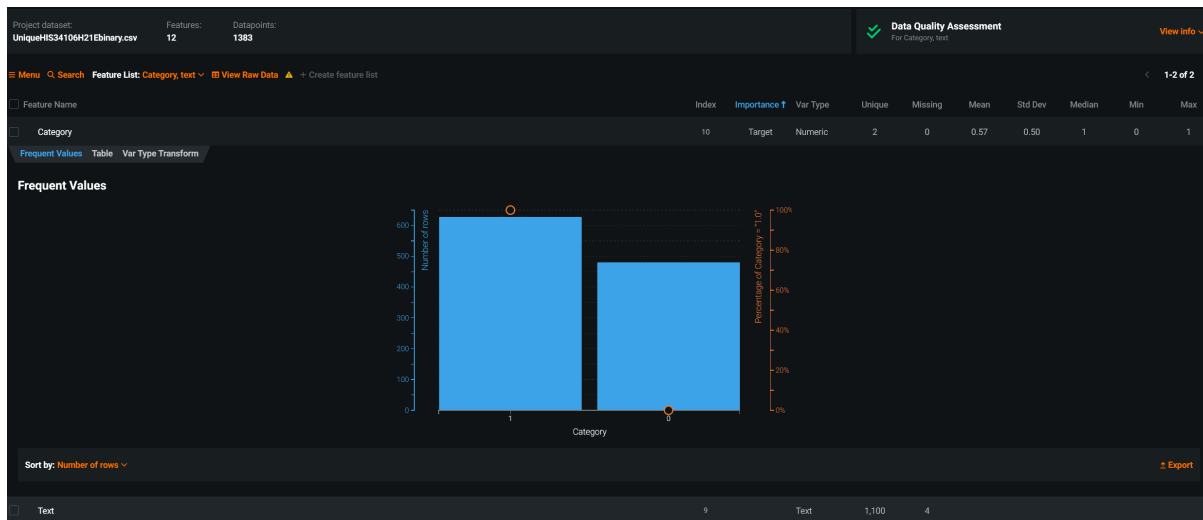 Project dataset: Features: Datapoints:
UniqueHIS34106H21Ebinary.csv 12 1383
Data Quality Assessment
For Category, text
View info
Menu Search Feature List: Category, text View Raw Data + Create feature list
1-2 of 2
Feature Name Index Importance Var Type Unique Missing Mean Std Dev Median Min Max
Category 10 Target Numeric 2 0 0.57 0.50 1 0 1
Frequent Values Table Var Type Transform
Frequent Values
Number of rows
600
500
400
300
200
100
0
Percentage of Category = "1.0"
100%
80%
60%
40%
20%
0%
1 0
Category
Sort by: Number of rows
Export
Text 9 Text 1,100 4